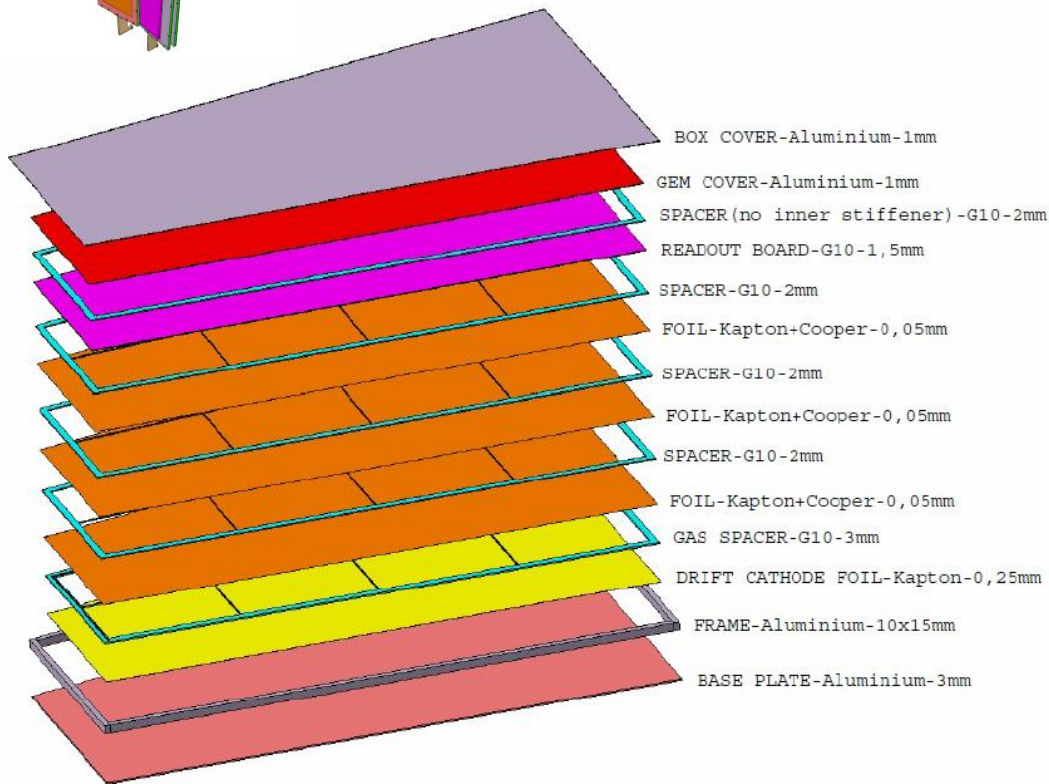 BOX COVER-Aluminium-1mm
GEM COVER-Aluminium-1mm
SPACER(no inner stiffener)-G10-2mm
READOUT BOARD-G10-1,5mm
SPACER-G10-2mm
FOIL-Kapton+Cooper-0,05mm
SPACER-G10-2mm
FOIL-Kapton+Cooper-0,05mm
SPACER-G10-2mm
FOIL-Kapton+Cooper-0,05mm
GAS SPACER-G10-3mm
DRIFT CATHODE FOIL-Kapton-0,25mm
FRAME-Aluminium-10x15mm
BASE PLATE-Aluminium-3mm